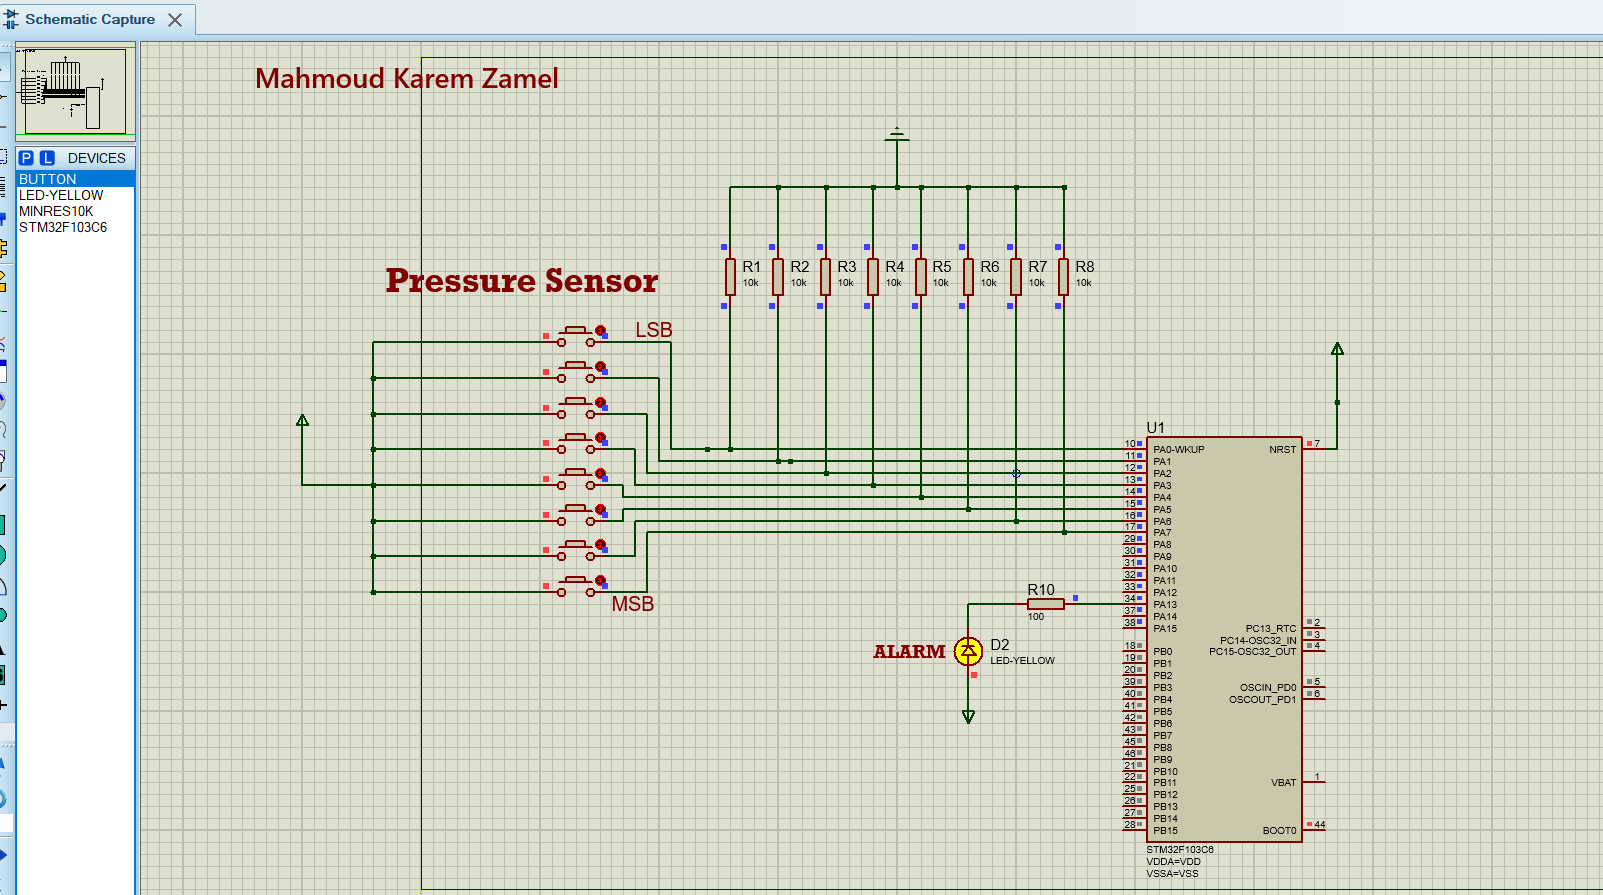 Schematic Capture
Mahmoud Karem Zamel
P L DEVICES
BUTTON
LED-YELLOW
MINRES10K
STM32F103C6
Pressure Sensor
R1
10k
R2
10k
R3
10k
R4
10k
R5
10k
R6
10k
R7
10k
R8
10k
LSB
MSB
ALARM
D2
LED-YELLOW
R10
100
U1
10 PA0-WKUP
11 PA1
12 PA2
13 PA3
14 PA4
15 PA5
16 PA6
17 PA7
29 PA8
30 PA9
31 PA10
32 PA11
33 PA12
34 PA13
37 PA14
38 PA15
18 PB0
19 PB1
20 PB2
39 PB3
40 PB4
41 PB5
42 PB6
43 PB7
45 PB8
46 PB9
21 PB10
22 PB11
25 PB12
26 PB13
27 PB14
28 PB15
NRST 7
PC13_RTC 2
PC14-OSC32_IN 3
PC15-OSC32_OUT 4
OSCIN_PD0 5
OSCOUT_PD1 6
VBAT 1
BOOT0 44
STM32F103C6
VDDA=VDD
VSSA=VSS